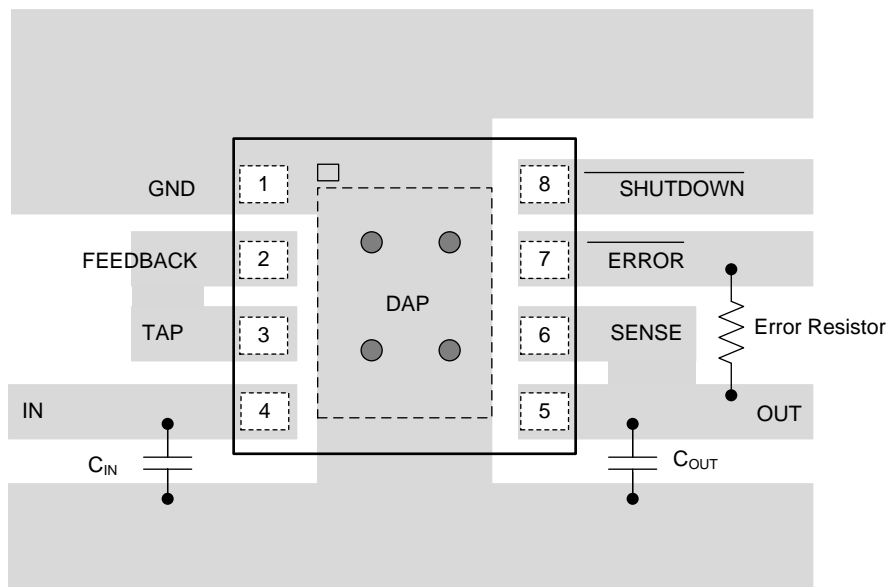 GND 1 8 SHUTDOWN
FEEDBACK 2 7 ERROR
DAP
TAP 3 6 SENSE Error Resistor
IN 4 5 OUT
CIN COUT